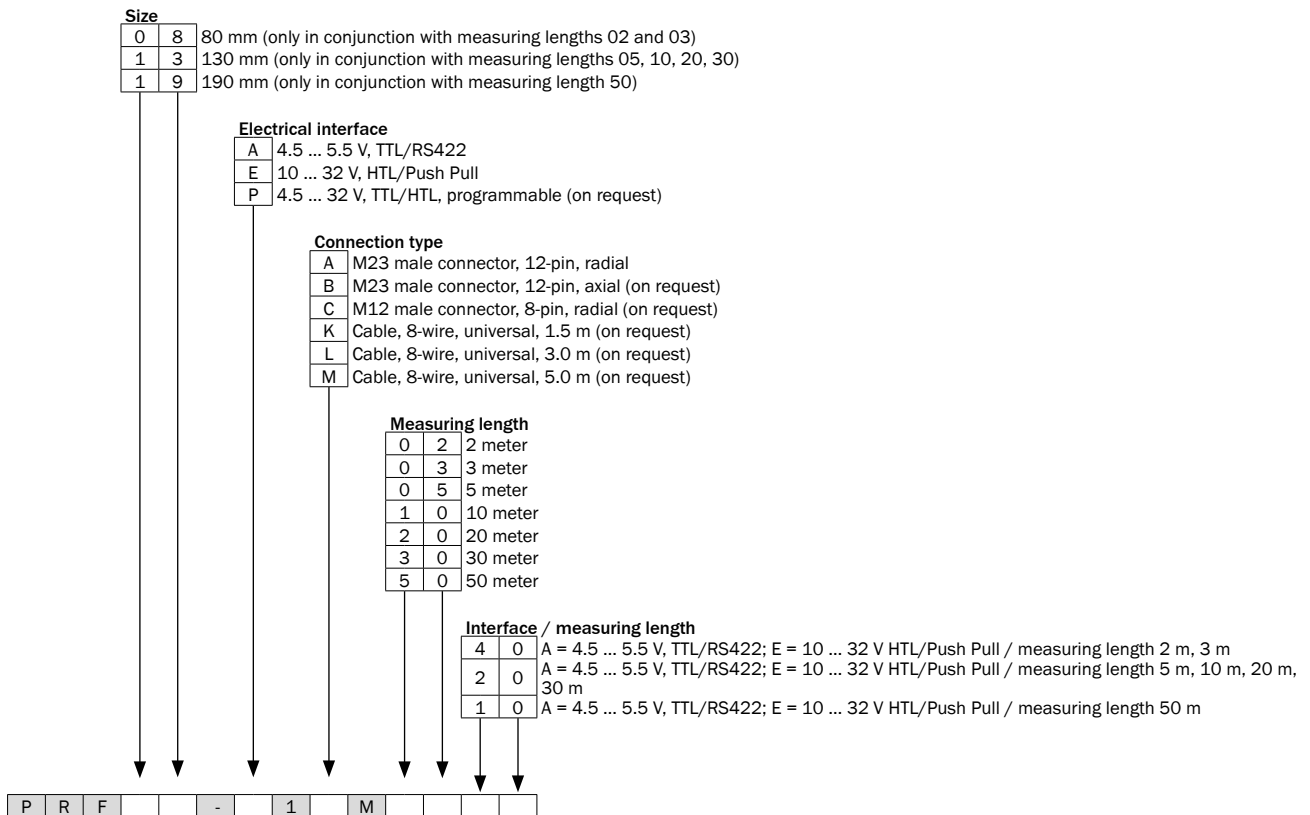 Size
0 8 80 mm (only in conjunction with measuring lengths 02 and 03)
1 3 130 mm (only in conjunction with measuring lengths 05, 10, 20, 30)
1 9 190 mm (only in conjunction with measuring length 50)
Electrical interface
A 4.5 ... 5.5 V, TTL/RS422
E 10 ... 32 V, HTL/Push Pull
P 4.5 ... 32 V, TTL/HTL, programmable (on request)
Connection type
A M23 male connector, 12-pin, radial
B M23 male connector, 12-pin, axial (on request)
C M12 male connector, 8-pin, radial (on request)
K Cable, 8-wire, universal, 1.5 m (on request)
L Cable, 8-wire, universal, 3.0 m (on request)
M Cable, 8-wire, universal, 5.0 m (on request)
Measuring length
0 2 2 meter
0 3 3 meter
0 5 5 meter
1 0 10 meter
2 0 20 meter
3 0 30 meter
5 0 50 meter
Interface / measuring length
4 0 A = 4.5 ... 5.5 V, TTL/RS422; E = 10 ... 32 V HTL/Push Pull / measuring length 2 m, 3 m
2 0 A = 4.5 ... 5.5 V, TTL/RS422; E = 10 ... 32 V HTL/Push Pull / measuring length 5 m, 10 m, 20 m,
30 m
1 0 A = 4.5 ... 5.5 V, TTL/RS422; E = 10 ... 32 V HTL/Push Pull / measuring length 50 m
P R F - 1 M